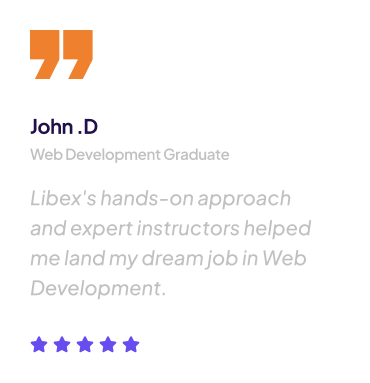 John .D
Web Development Graduate
Libex's hands-on approach
and expert instructors helped
me land my dream job in Web
Development.